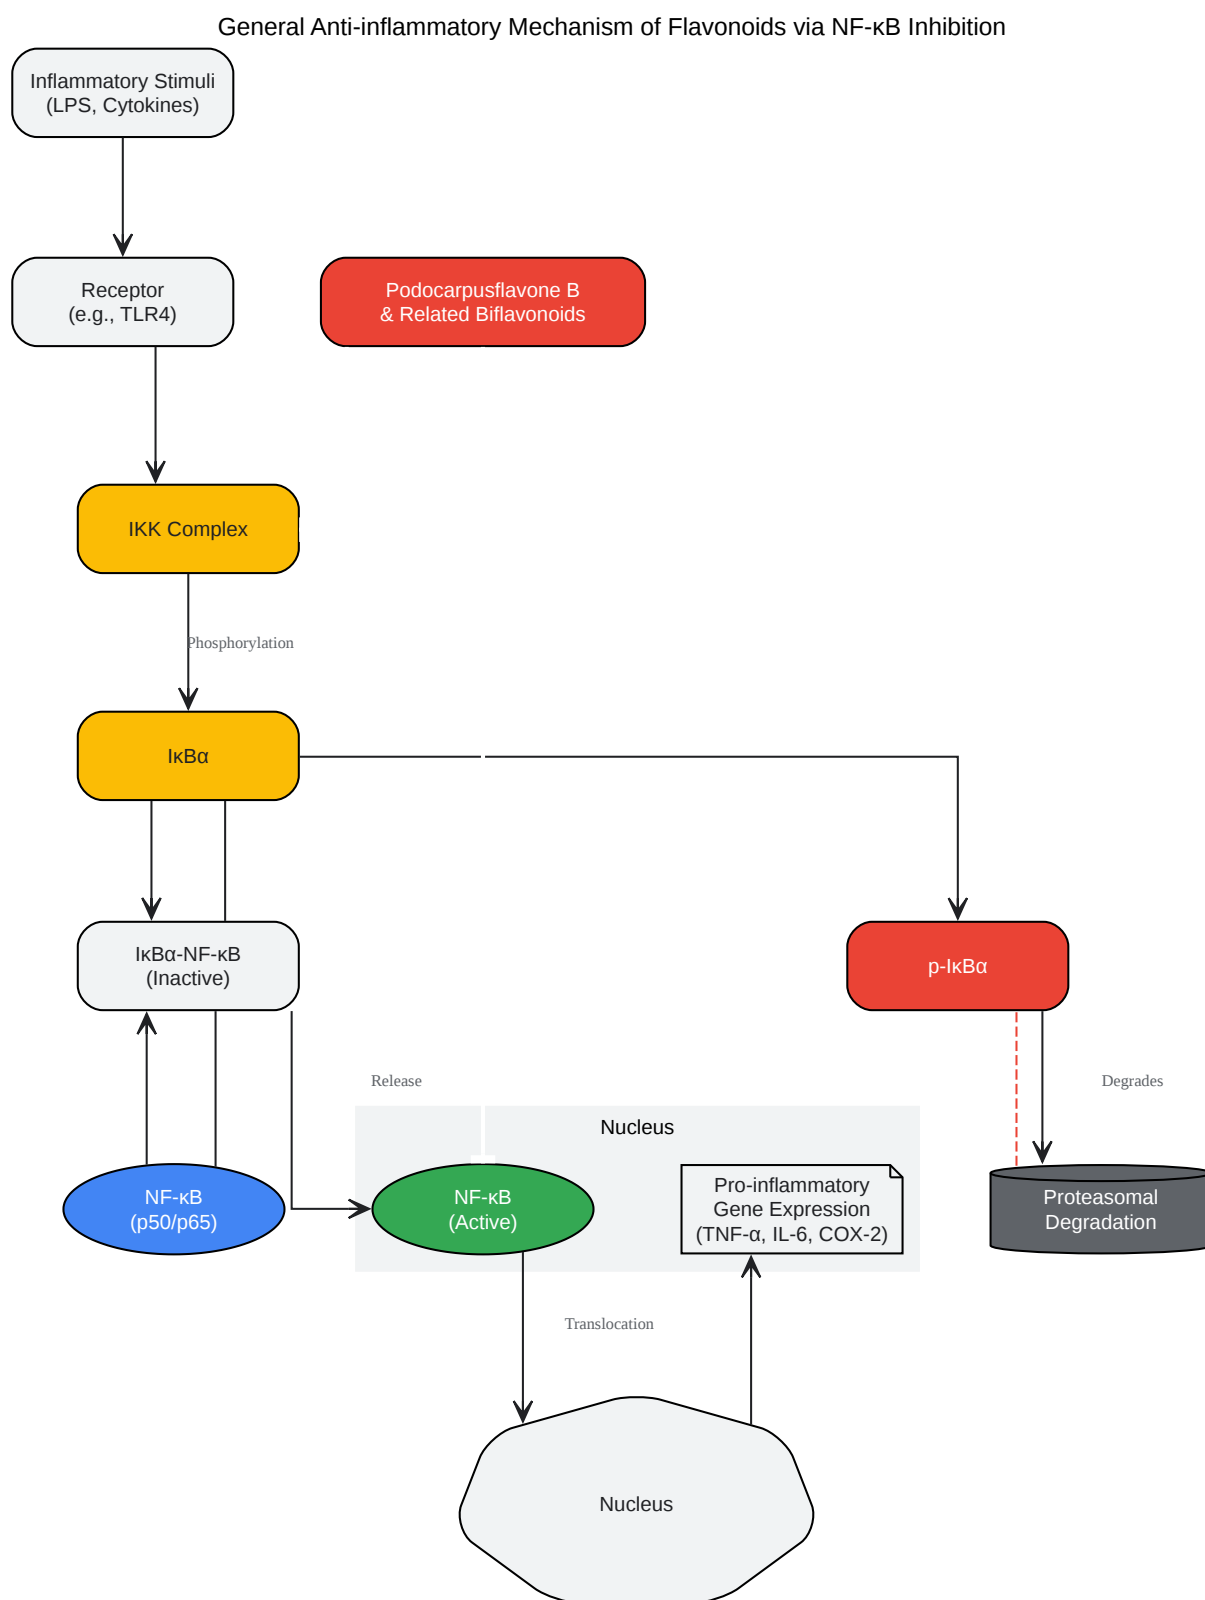 General Anti-inflammatory Mechanism of Flavonoids via NF-κB Inhibition
Inflammatory Stimuli
(LPS, Cytokines)
Receptor
(e.g., TLR4)
Podocarpusflavone B
& Related Biflavonoids
IKK Complex
Phosphorylation
IκBα
IκBα-NF-κB
(Inactive)
p-IκBα
Release
Degrades
Nucleus
NF-κB
(p50/p65)
NF-κB
(Active)
Pro-inflammatory
Gene Expression
(TNF-α, IL-6, COX-2)
Proteasomal
Degradation
Translocation
Nucleus